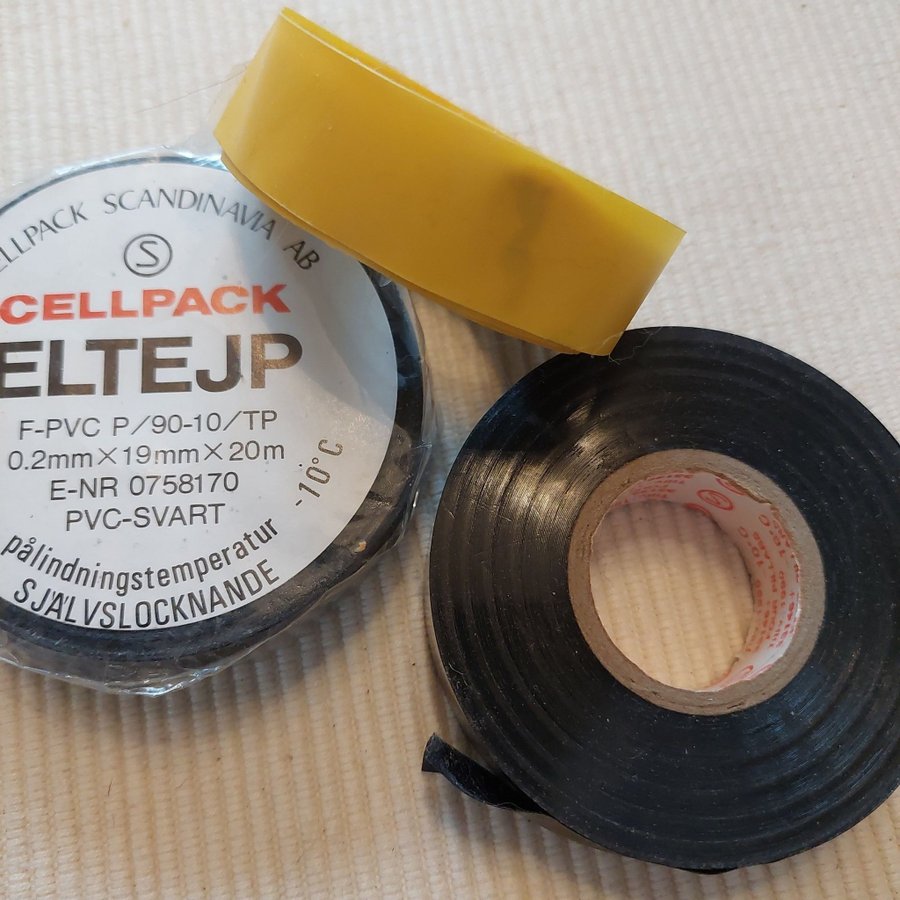 CELLPACK SCANDINAVIA AB
S
CELLPACK
ELTEJP
F-PVC P/90-10/TP
0.2mm×19mm×20m
E-NR 0758170
PVC-SVART
pålindningstemperatur -10°C
SJÄLVSLOCKNANDE
S